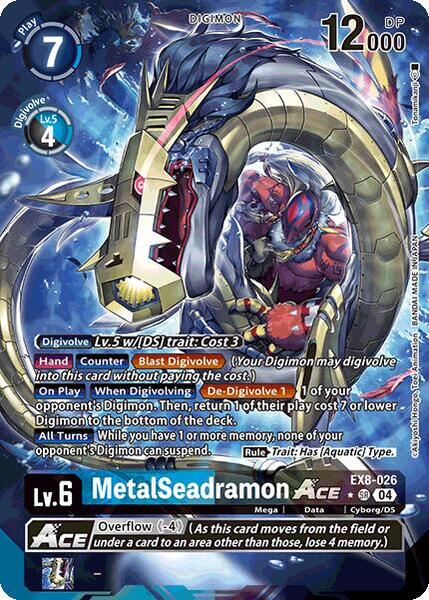 DIGIMON
Play
7
12000
DP
Digivolve
Lv.5
4
Tonamikanji
BANDAI MADE IN JAPAN
©Akiyoshi Hongo, Toei Animation
Digivolve Lv.5 w/[DS] trait: Cost 3
Hand Counter Blast Digivolve (Your Digimon may digivolve
into this card without paying the cost.)
On Play When Digivolving De-Digivolve 1 1 of your
opponent's Digimon. Then, return 1 of their play cost 7 or lower
Digimon to the bottom of the deck.
All Turns While you have 1 or more memory, none of your
opponent's Digimon can suspend.
Rule Trait: Has [Aquatic] Type.
Lv.6
MetalSeadramon ACE
EX8-026
SR 04
Mega Data Cyborg/DS
ACE Overflow《-4》 (As this card moves from the field or
under a card to an area other than those, lose 4 memory.)
-